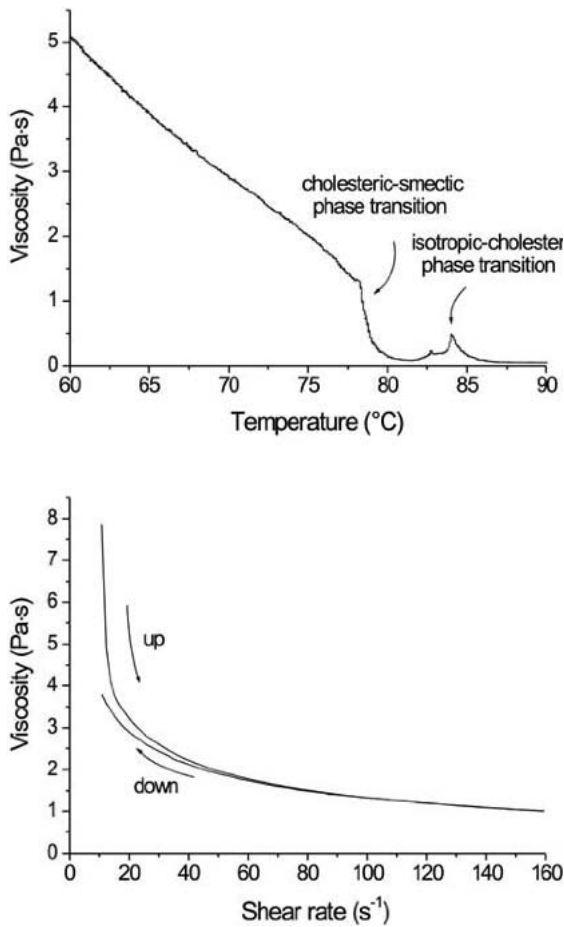 5
4
3
2
1
0
Viscosity (Pa·s)
cholesteric-smectic
phase transition
isotropic-cholester
phase transition
60 65 70 75 80 85 90
Temperature (°C)
8
7
6
5
4
3
2
1
0
Viscosity (Pa·s)
up
down
0 20 40 60 80 100 120 140 160
Shear rate (s⁻¹)